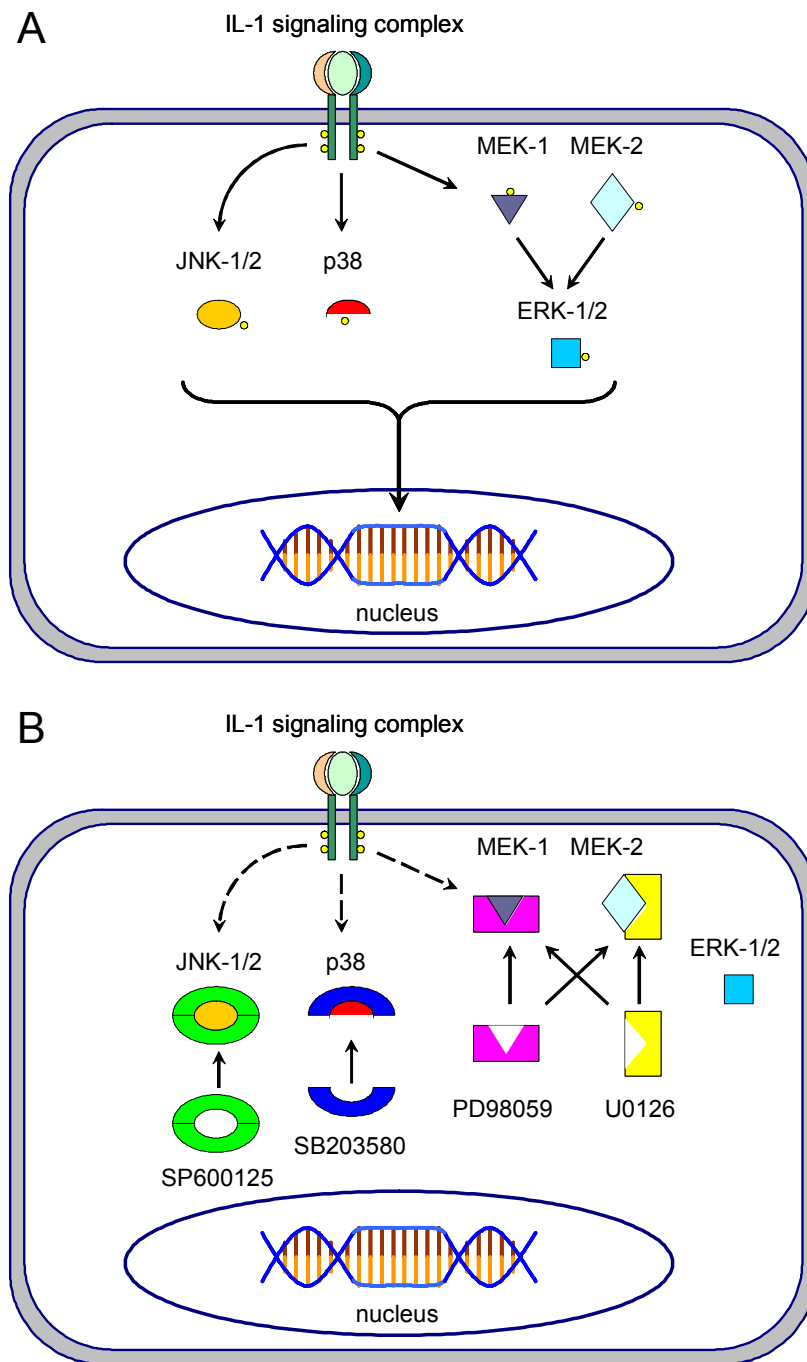 A
IL-1 signaling complex
MEK-1
MEK-2
JNK-1/2
p38
ERK-1/2
nucleus
B
IL-1 signaling complex
MEK-1
MEK-2
JNK-1/2
p38
ERK-1/2
PD98059
U0126
SB203580
SP600125
nucleus